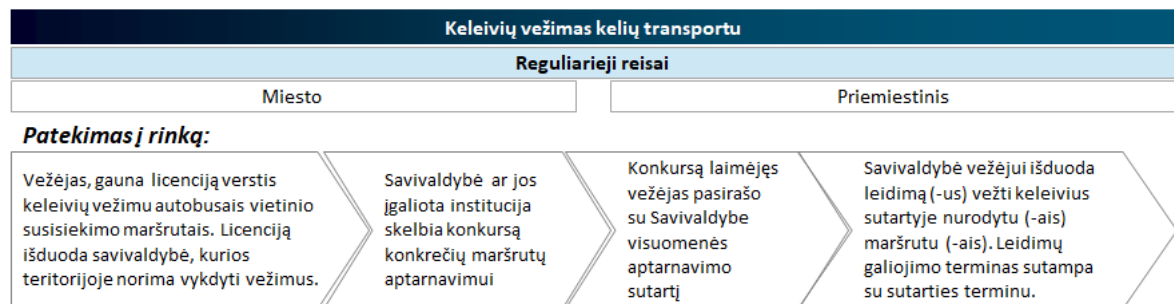 Keleivių vežimas kelių transportu
Reguliarieji reisai
Miesto
Priemiestinis
Patekimas į rinką:
Vežėjas, gauna licenciją verstis
keleivių vežimu autobusais vietinio
susisiekimo maršrutais. Licenciją
išduoda savivaldybė, kurios
teritorijoje norima vykdyti vežimus.
Savivaldybė ar jos
įgaliota institucija
skelbia konkursą
konkrečių maršrutų
aptarnavimui
Konkursą laimėjęs
vežėjas pasirašo
su Savivaldybe
visuomenės
aptarnavimo
sutartį
Savivaldybė vežėjui išduoda
leidimą (-us) vežti keleivius
sutartyje nurodytu (-ais)
maršrutu (-ais). Leidimų
galiojimo terminas sutampa
su sutarties terminu.